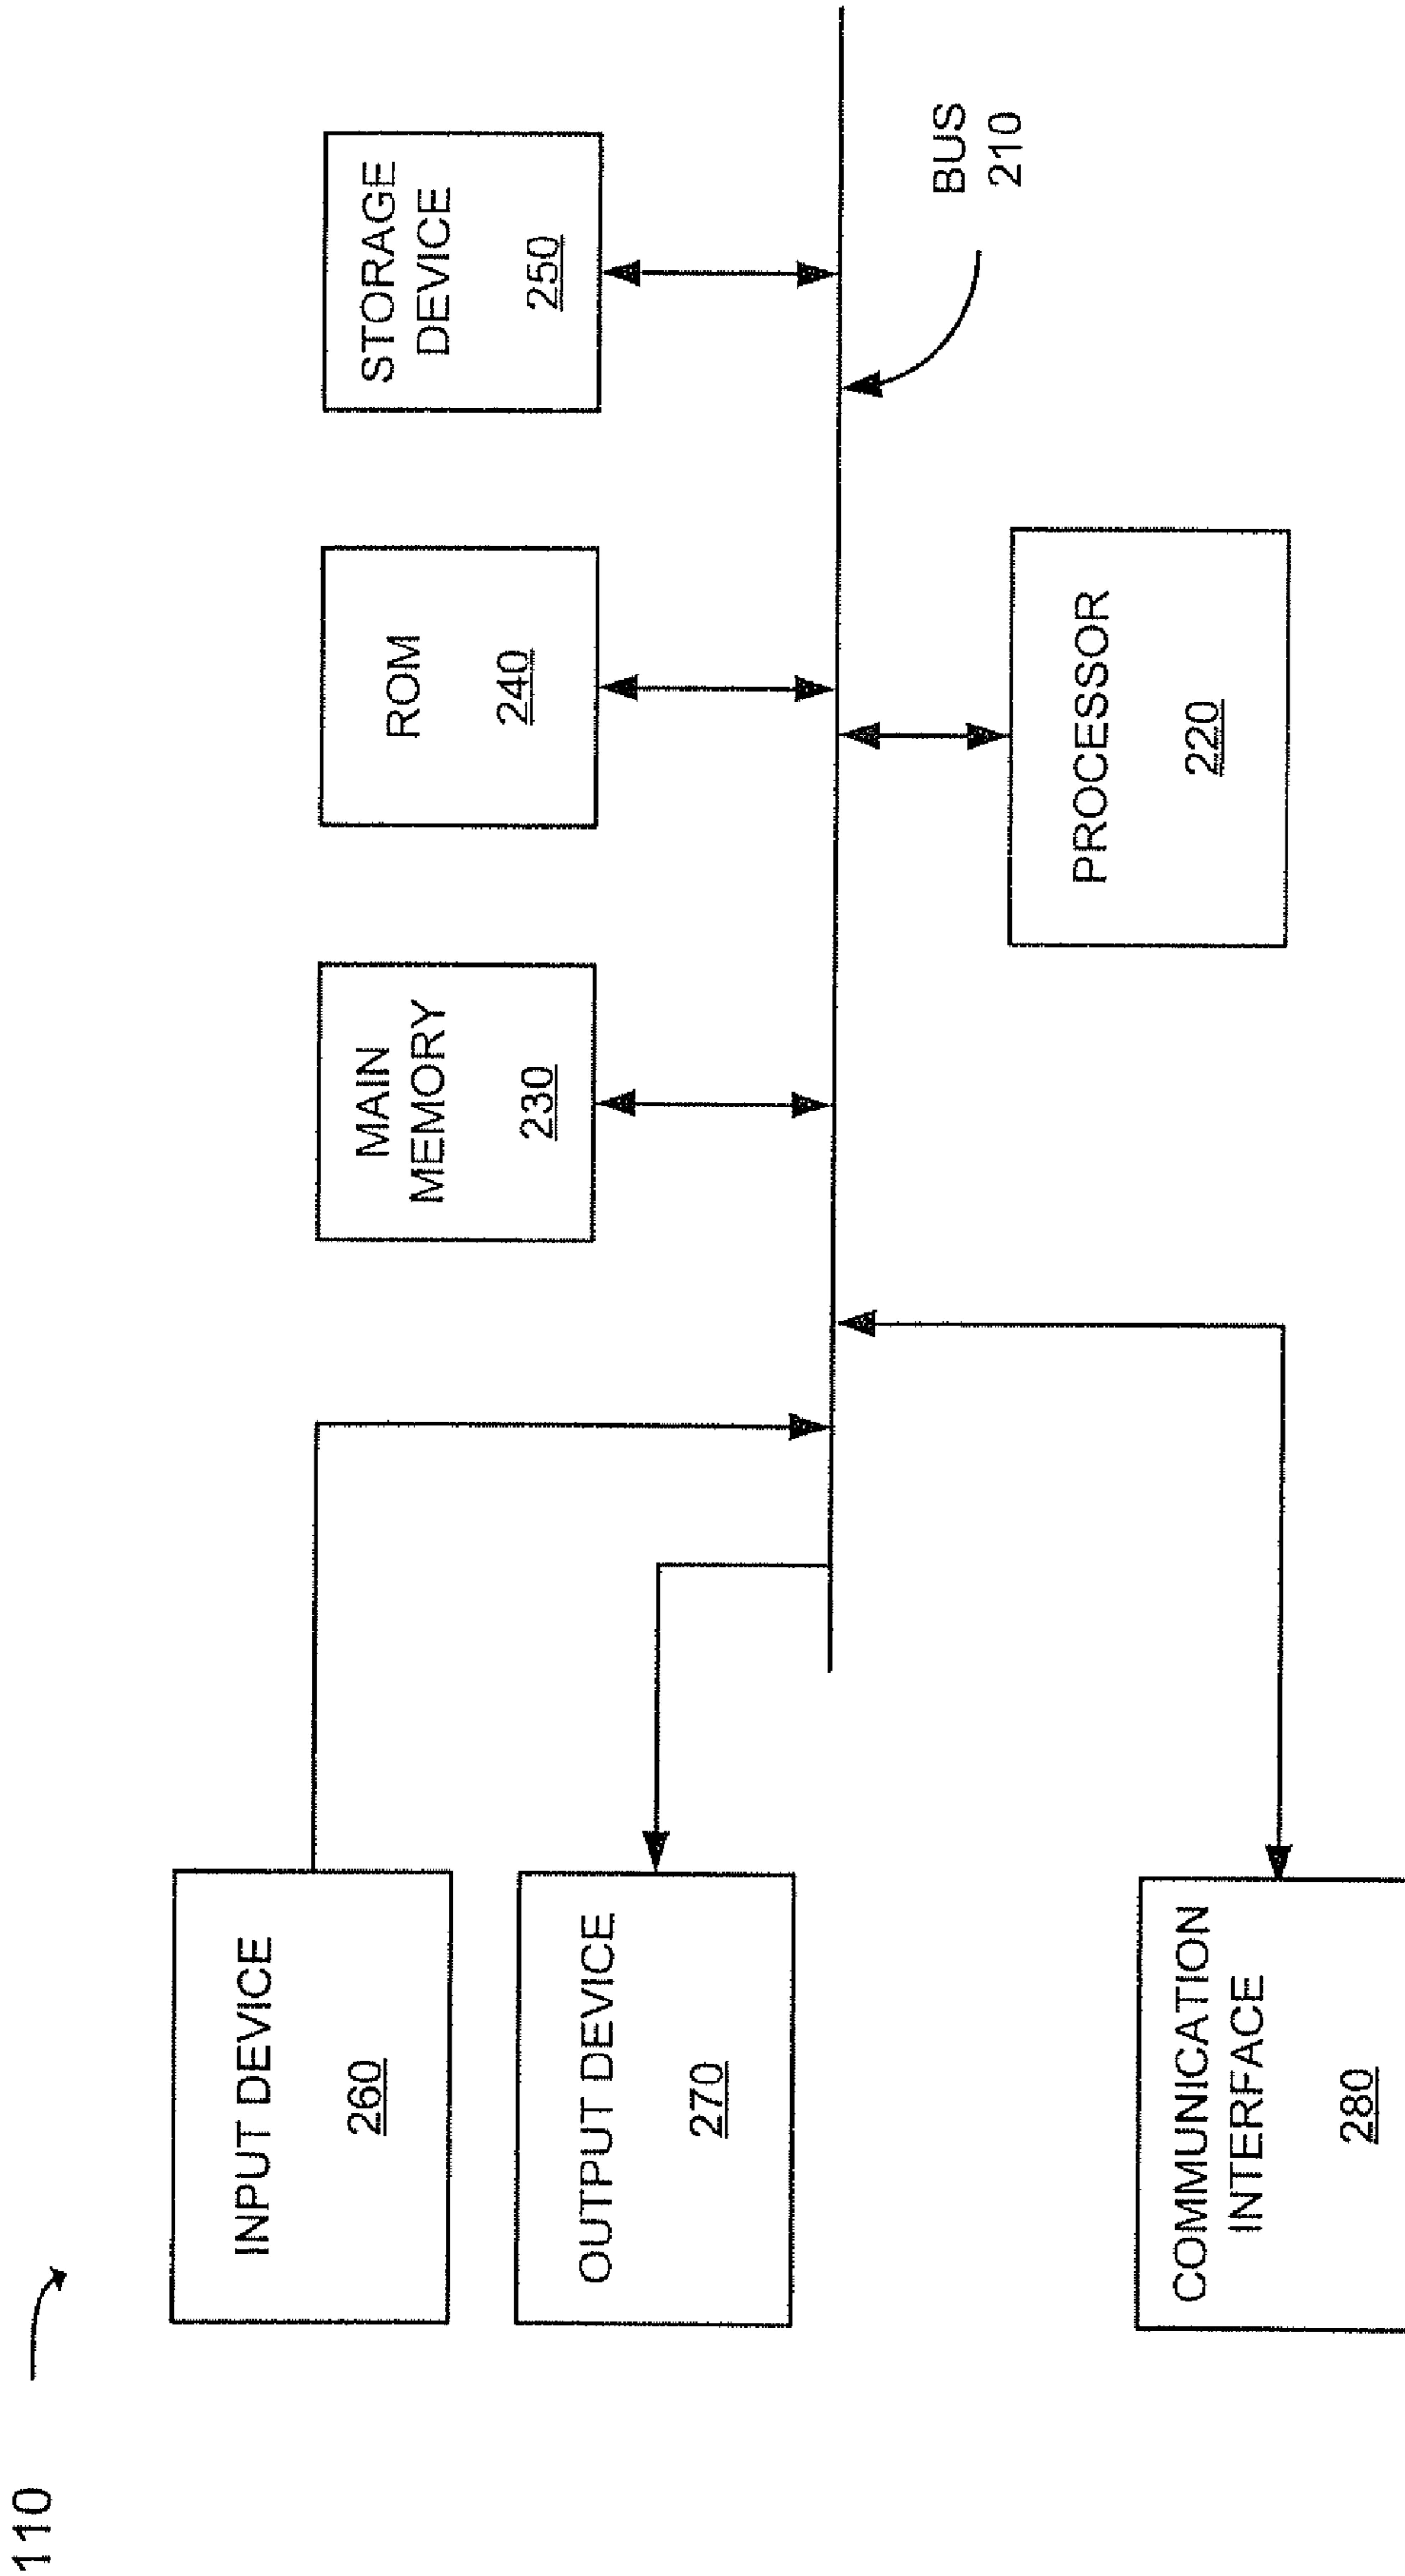 110
INPUT DEVICE
260
OUTPUT DEVICE
270
COMMUNICATION
INTERFACE
280
MAIN
MEMORY
230
ROM
240
STORAGE
DEVICE
250
PROCESSOR
220
BUS
210